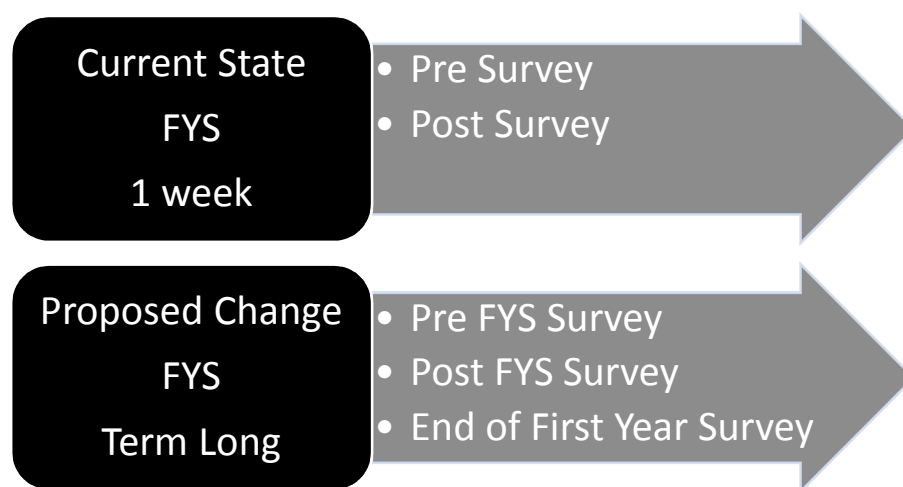 Current State
FYS
1 week
• Pre Survey
• Post Survey
Proposed Change
FYS
Term Long
• Pre FYS Survey
• Post FYS Survey
• End of First Year Survey